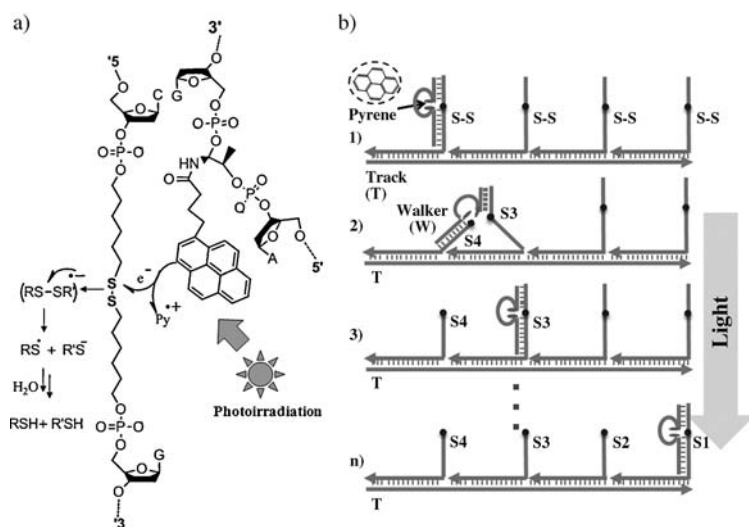 a)
3'
'5
O
O
O
G
O
C
O
O
P
O
O
O
O
O
P
O
O
HN
O
O
P
O
O
O
O
A
5'
(RS–SR')•–
S
S
e–
Py•+
RS• + R'S–
H2O
RSH+ R'SH
Photoirradiation
O
P
O
O
O
G
O
O
'3
b)
Pyrene
S-S
S-S
S-S
S-S
1)
Track
(T)
Walker
(W)
S3
S4
2)
T
Light
S4
S3
3)
T
S4
S3
S2
S1
n)
T